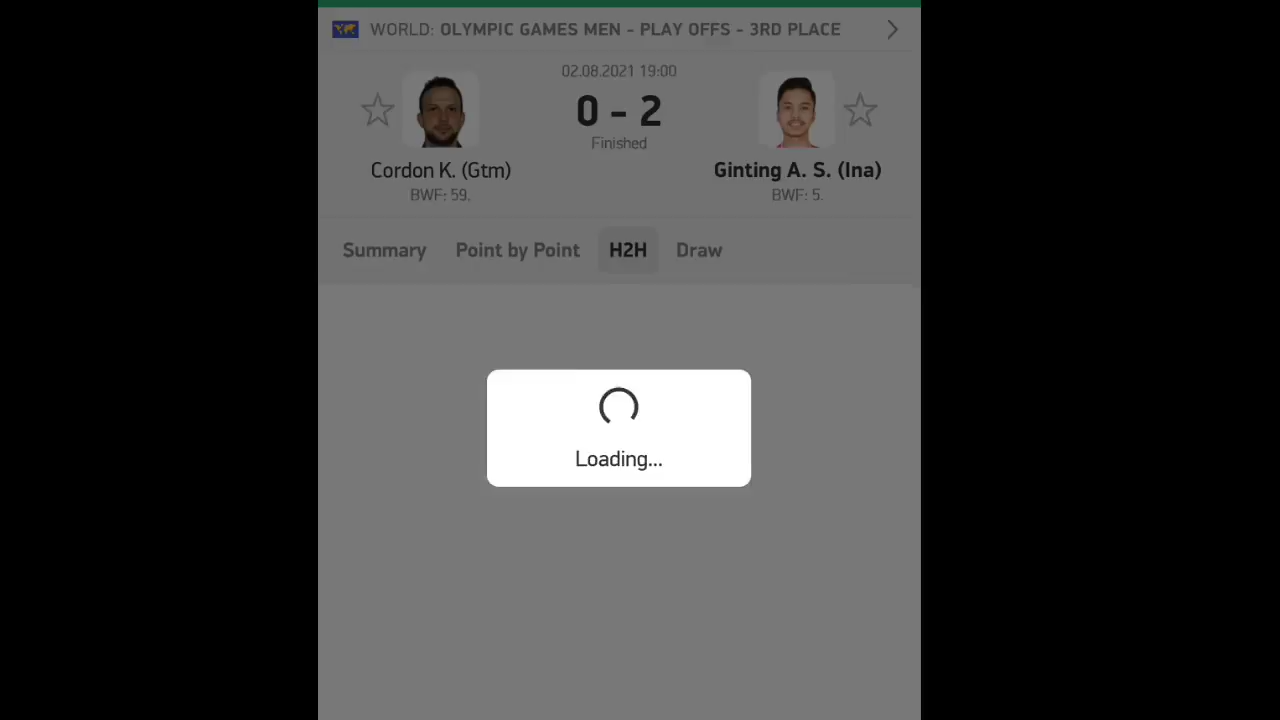 WORLD: OLYMPIC GAMES MEN - PLAY OFFS - 3RD PLACE
02.08.2021 19:00
0 - 2
Finished
Cordon K. (Gtm)
Ginting A. S. (Ina)
BWF: 59.
BWF: 5.
Summary Point by Point H2H Draw
Loading...